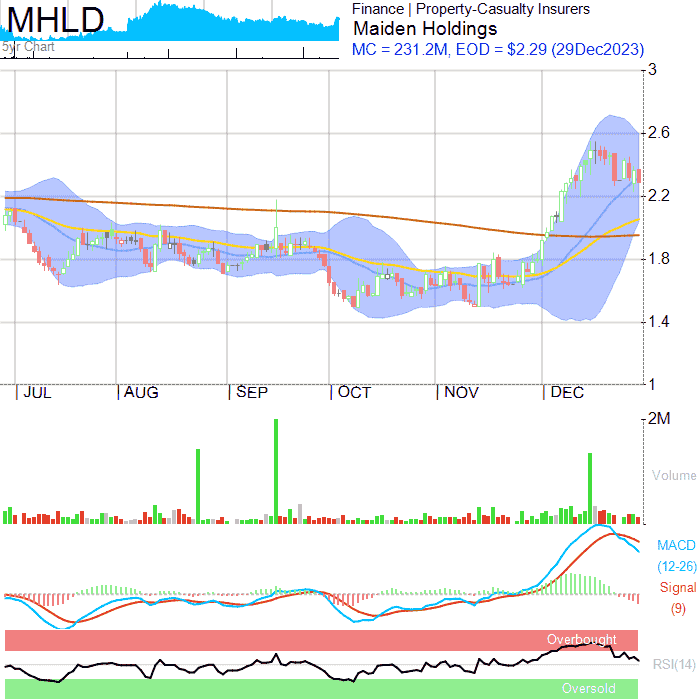 MHLD
5yr Chart
Finance | Property-Casualty Insurers
Maiden Holdings
MC = 231.2M, EOD = $2.29 (29Dec2023)
3
2.6
2.2
1.8
1.4
1
JUL AUG SEP OCT NOV DEC
2M
Volume
MACD
(12-26)
Signal
(9)
Overbought
RSI(14)
Oversold